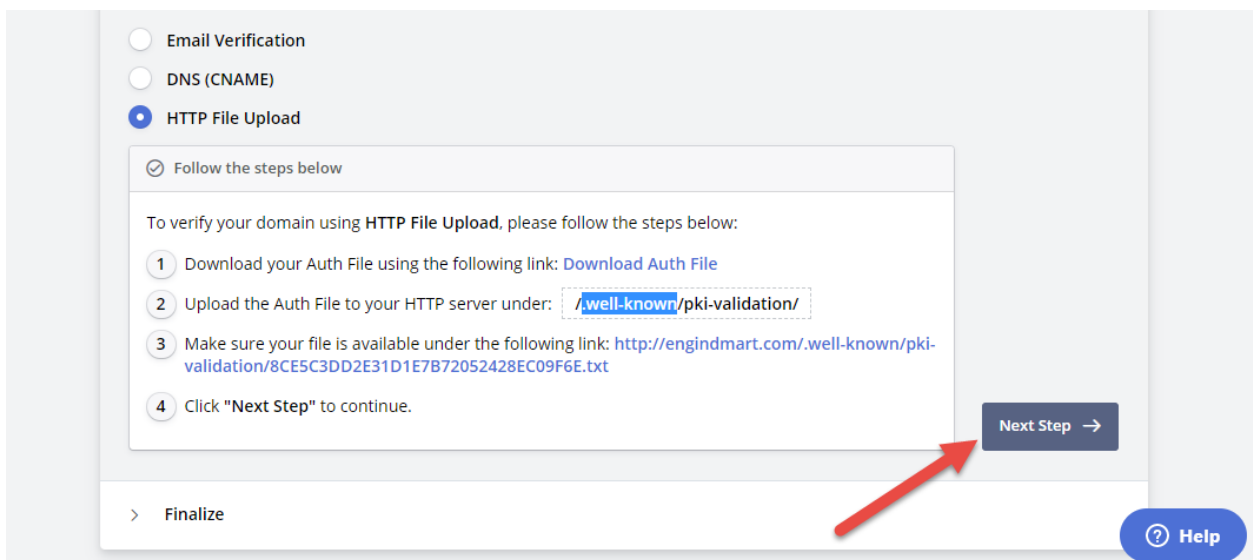 Email Verification
DNS (CNAME)
HTTP File Upload
Follow the steps below
To verify your domain using HTTP File Upload, please follow the steps below:
1 Download your Auth File using the following link: Download Auth File
2 Upload the Auth File to your HTTP server under: /.well-known/pki-validation/
3 Make sure your file is available under the following link: http://engindmart.com/.well-known/pki-
validation/8CE5C3DD2E31D1E7B72052428EC09F6E.txt
4 Click "Next Step" to continue.
Next Step →
Finalize
? Help